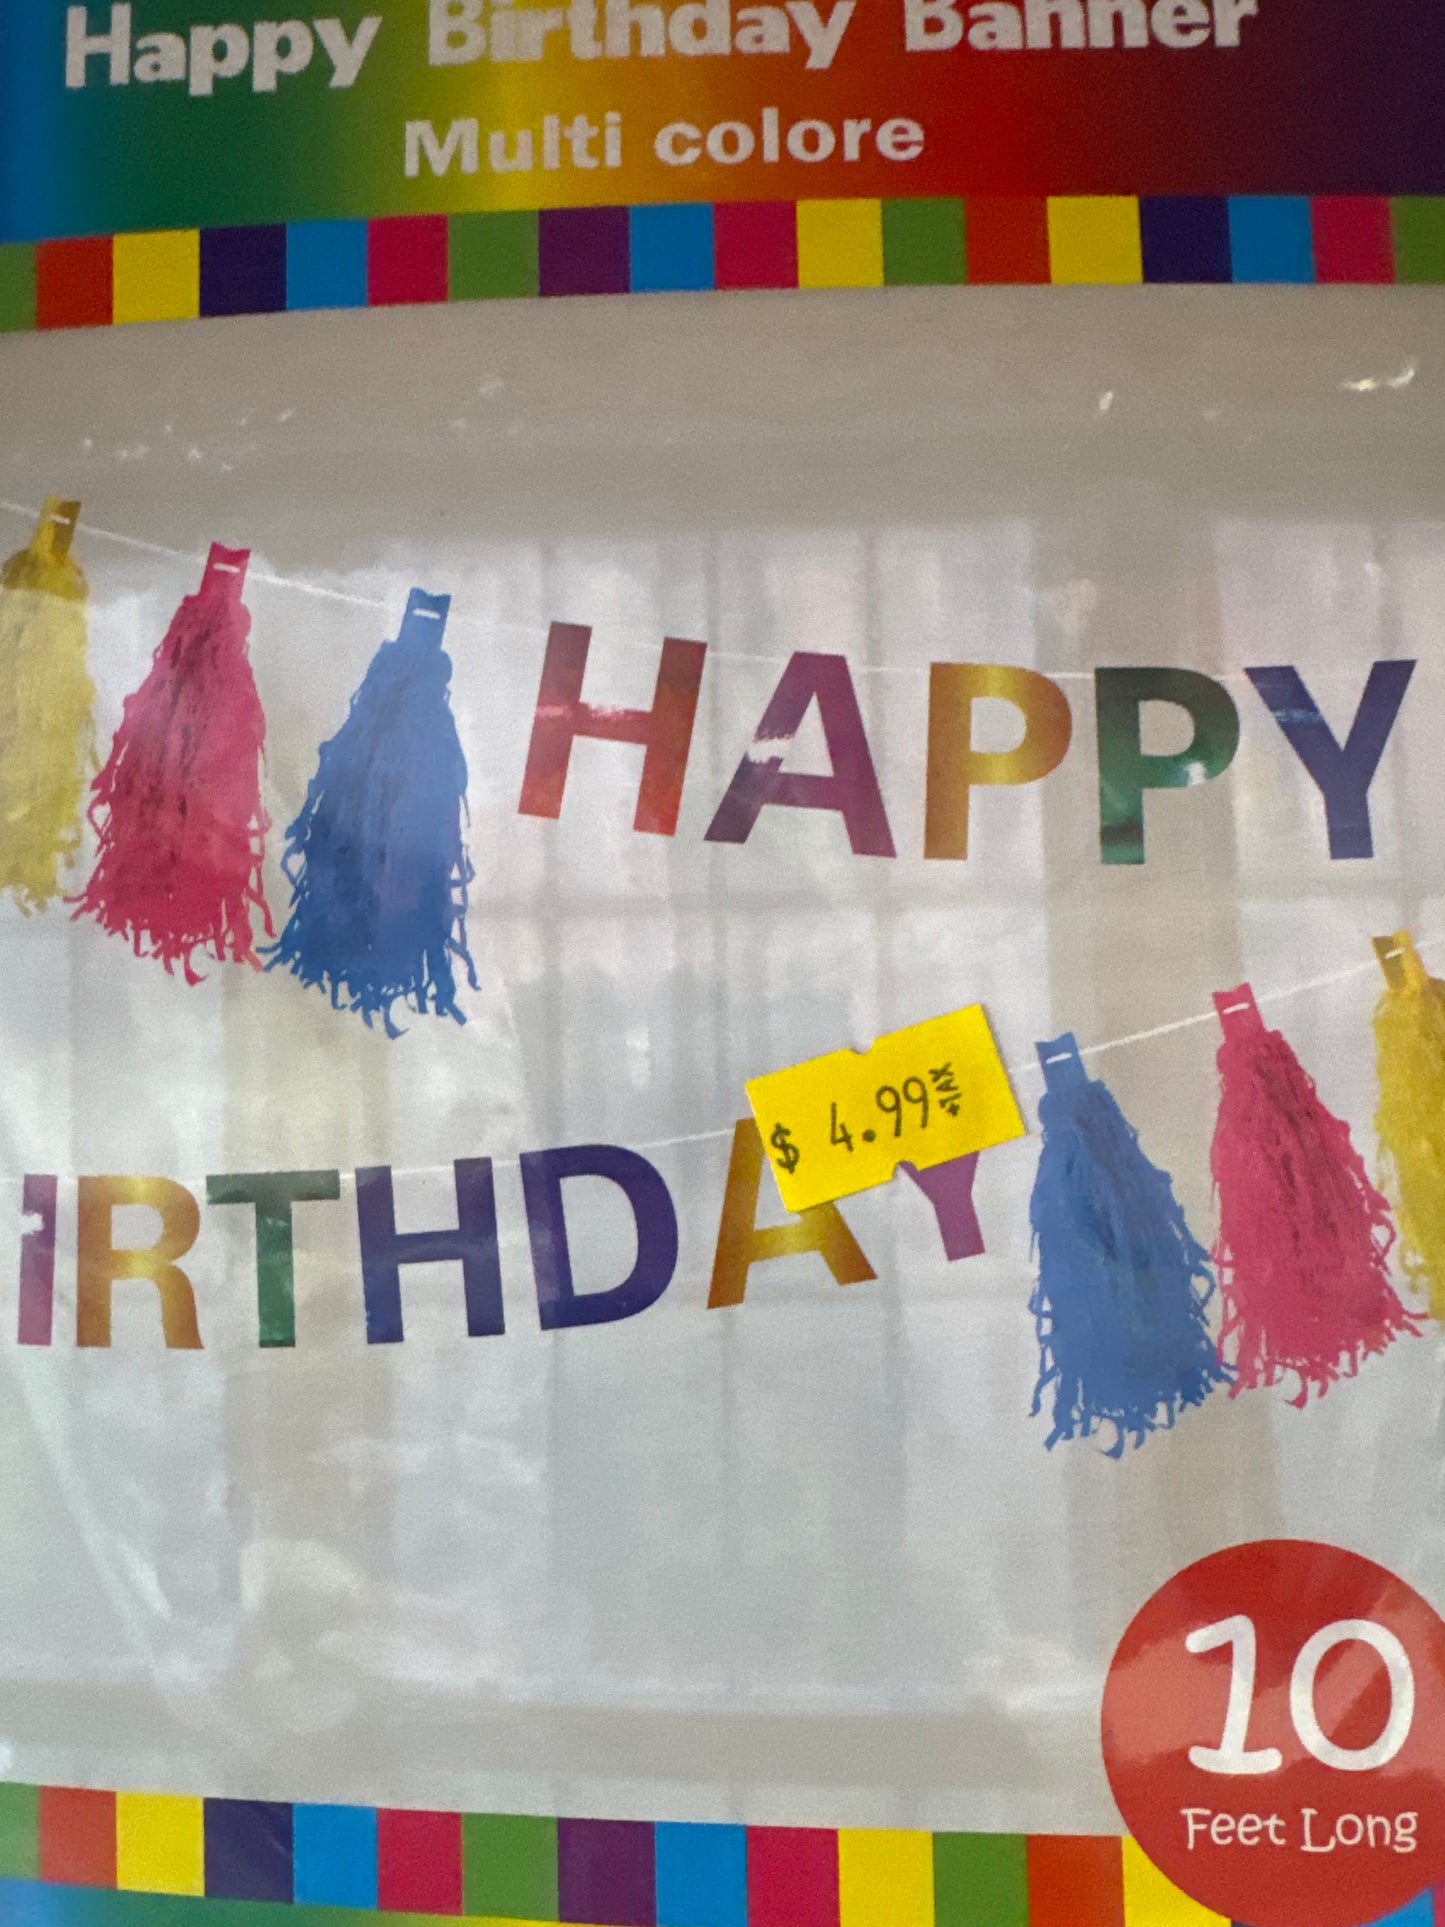 Happy Birthday Banner
Multi colore
HAPPY
$ 4.99 +TAX
IRTHDAY
10
Feet Long